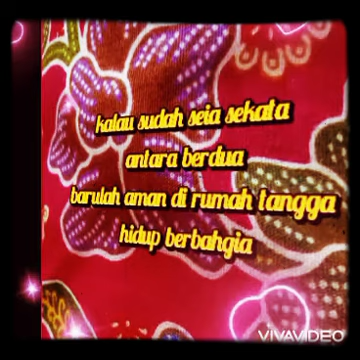 kalau sudah seia sekata
antara berdua
barulah aman di rumah tangga
hidup berbahgia
VIVAVIDEO